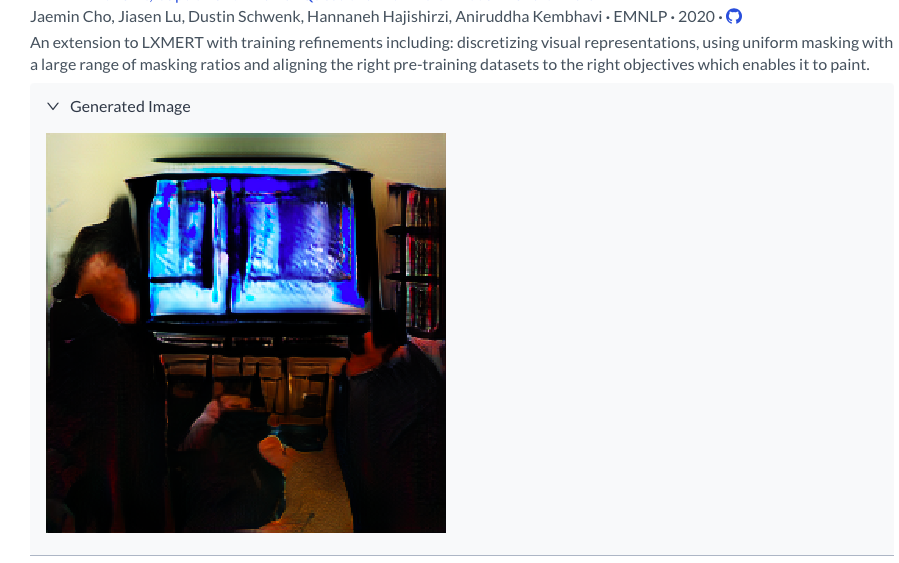 Jaemin Cho, Jiasen Lu, Dustin Schwenk, Hannaneh Hajishirzi, Aniruddha Kembhavi • EMNLP • 2020 •
An extension to LXMERT with training refinements including: discretizing visual representations, using uniform masking with
a large range of masking ratios and aligning the right pre-training datasets to the right objectives which enables it to paint.
Generated Image